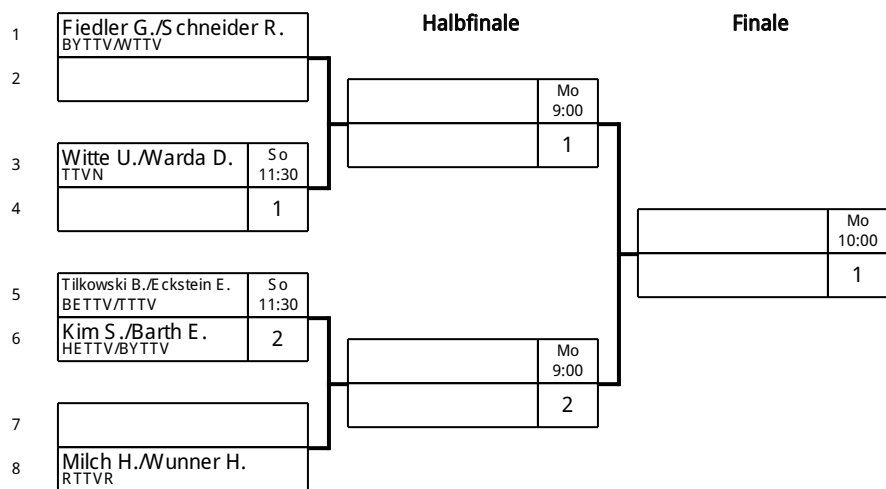 Halbfinale
Finale
1 Fiedler G./Schneider R.
BYTTV/WTTV
2
Mo
9:00
1
3 Witte U./Warda D. So
TTVN 11:30
4 1
Mo
10:00
1
5 Tilkowski B./Eckstein E. So
BETTV/TTTV 11:30
6 Kim S./Barth E. 2
HETTV/BYTTV
Mo
9:00
2
7
8 Milch H./Wunner H.
RTTVR